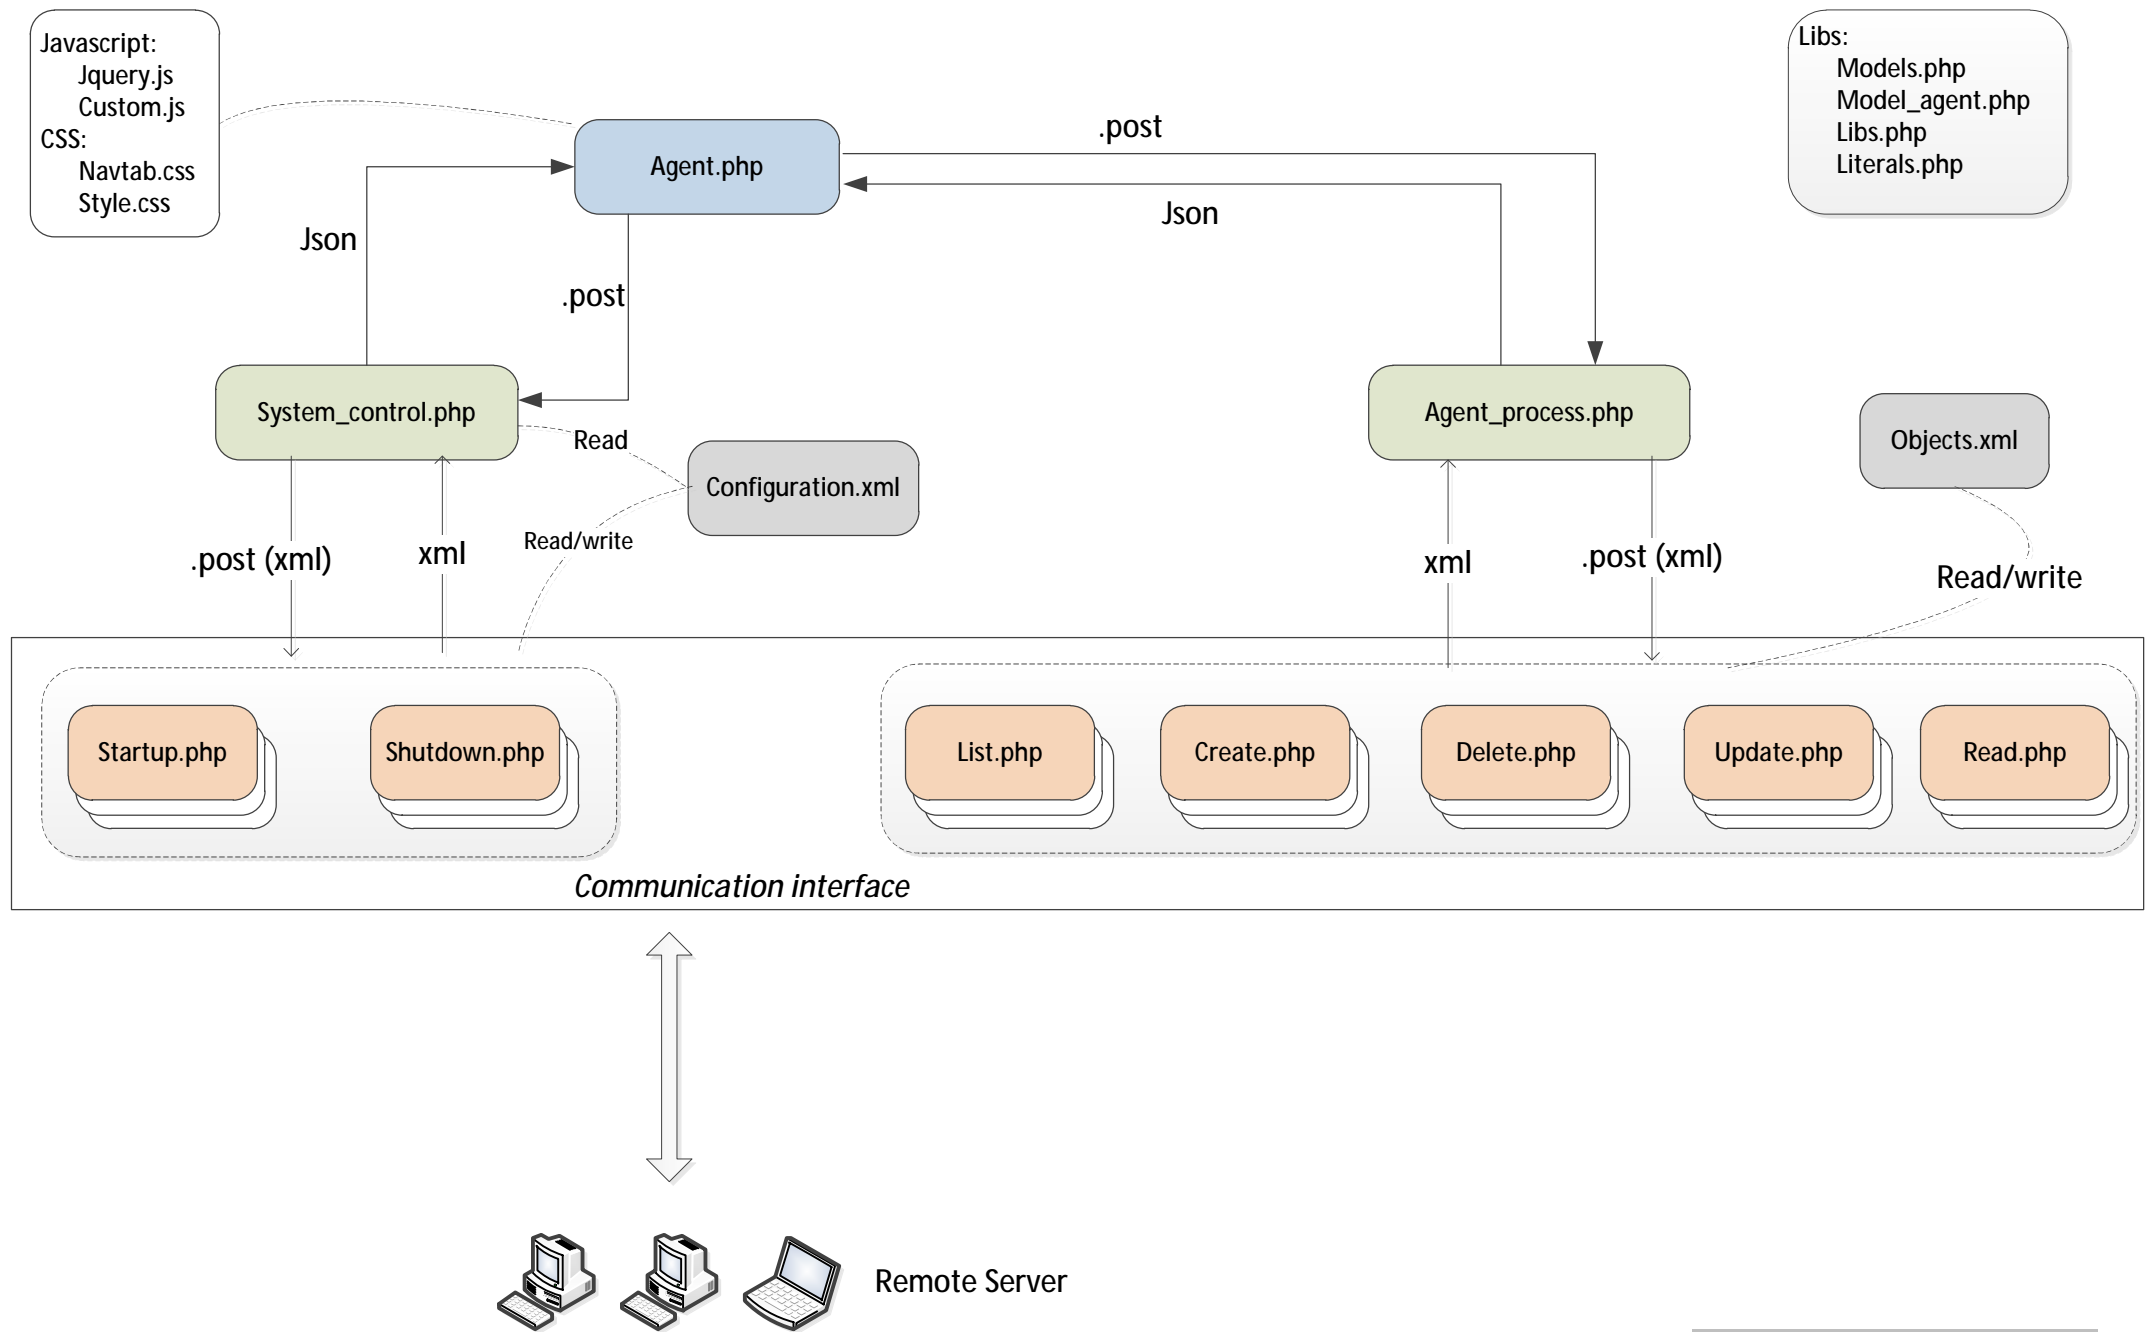 Javascript:
Jquery.js
Custom.js
CSS:
Navtab.css
Style.css
Libs:
Models.php
Model_agent.php
Libs.php
Literals.php
Agent.php
.post
Json
Json
.post
System_control.php
Read
Configuration.xml
Agent_process.php
Objects.xml
.post (xml)
xml
Read/write
xml
.post (xml)
Read/write
Startup.php
Shutdown.php
List.php
Create.php
Delete.php
Update.php
Read.php
Communication interface
Remote Server